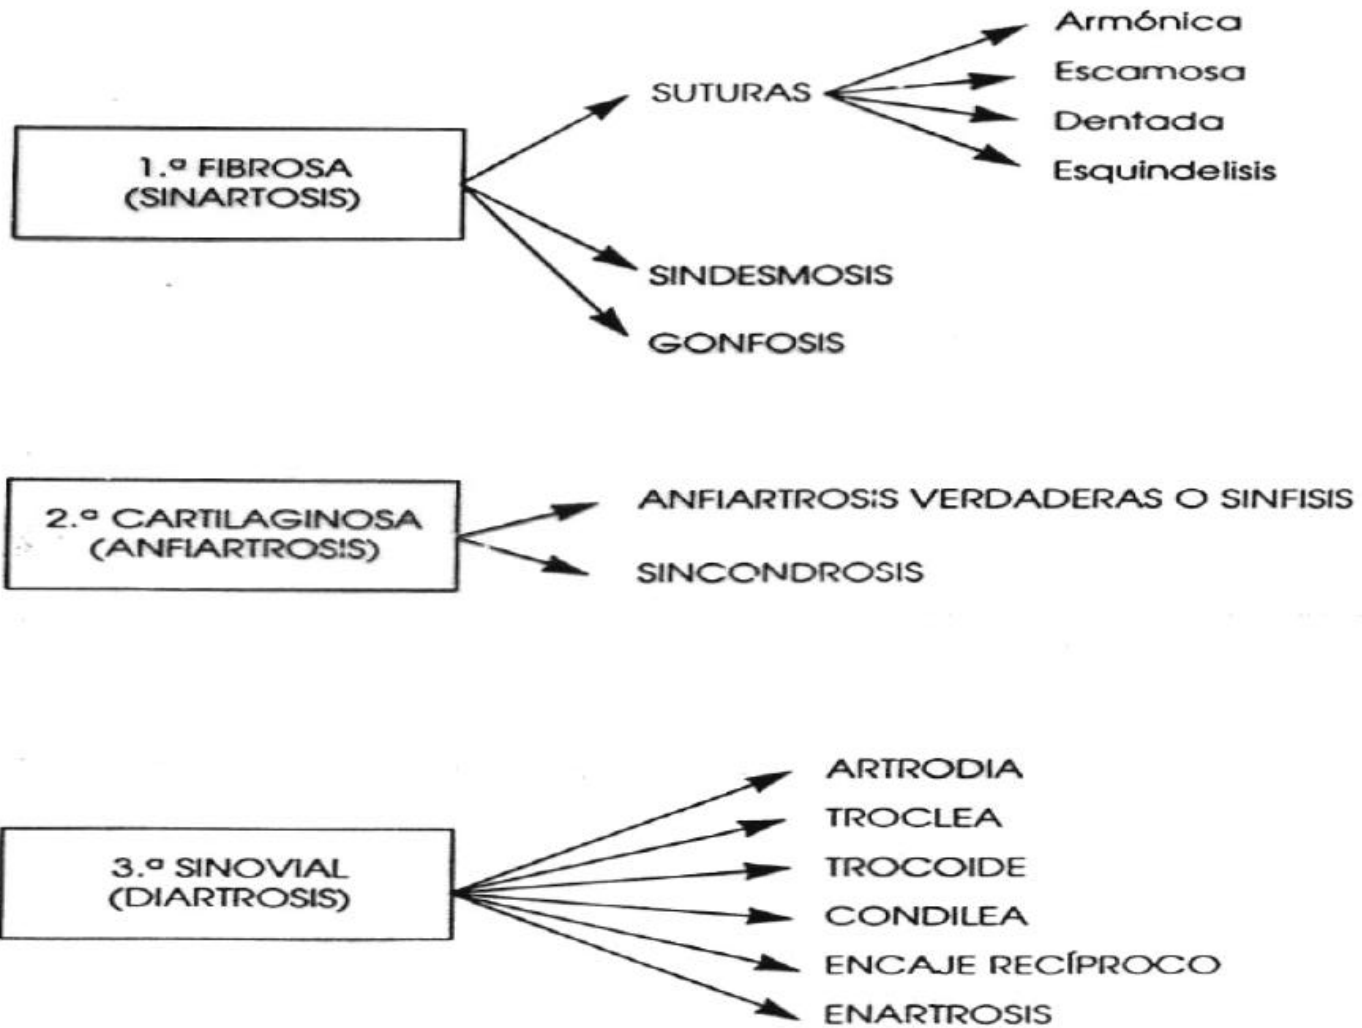 Armónica
SUTURAS
Escamosa
Dentada
Esquindelisis
1.ª FIBROSA
(SINARTOSIS)
SINDESMOSIS
GONFOSIS
2.ª CARTILAGINOSA
(ANFIARTROSIS)
ANFIARTROSIS VERDADERAS O SINFISIS
SINCONDROSIS
3.ª SINOVIAL
(DIARTROSIS)
ARTRODIA
TROCLEA
TROCOIDE
CONDILEA
ENCAJE RECÍPROCO
ENARTROSIS